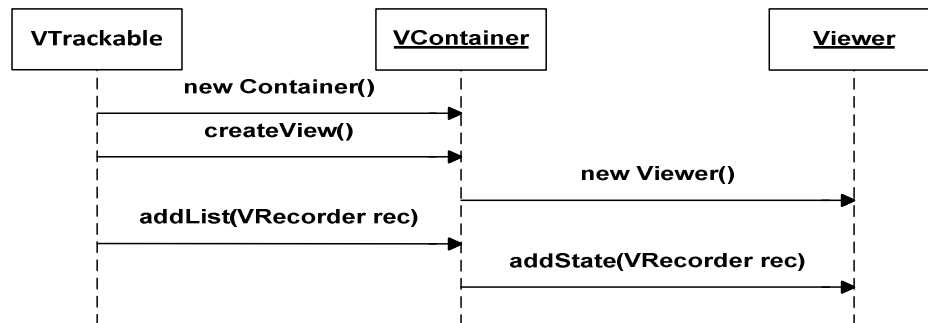 VTrackable
VContainer
Viewer
new Container()
createView()
new Viewer()
addList(VRecorder rec)
addState(VRecorder rec)